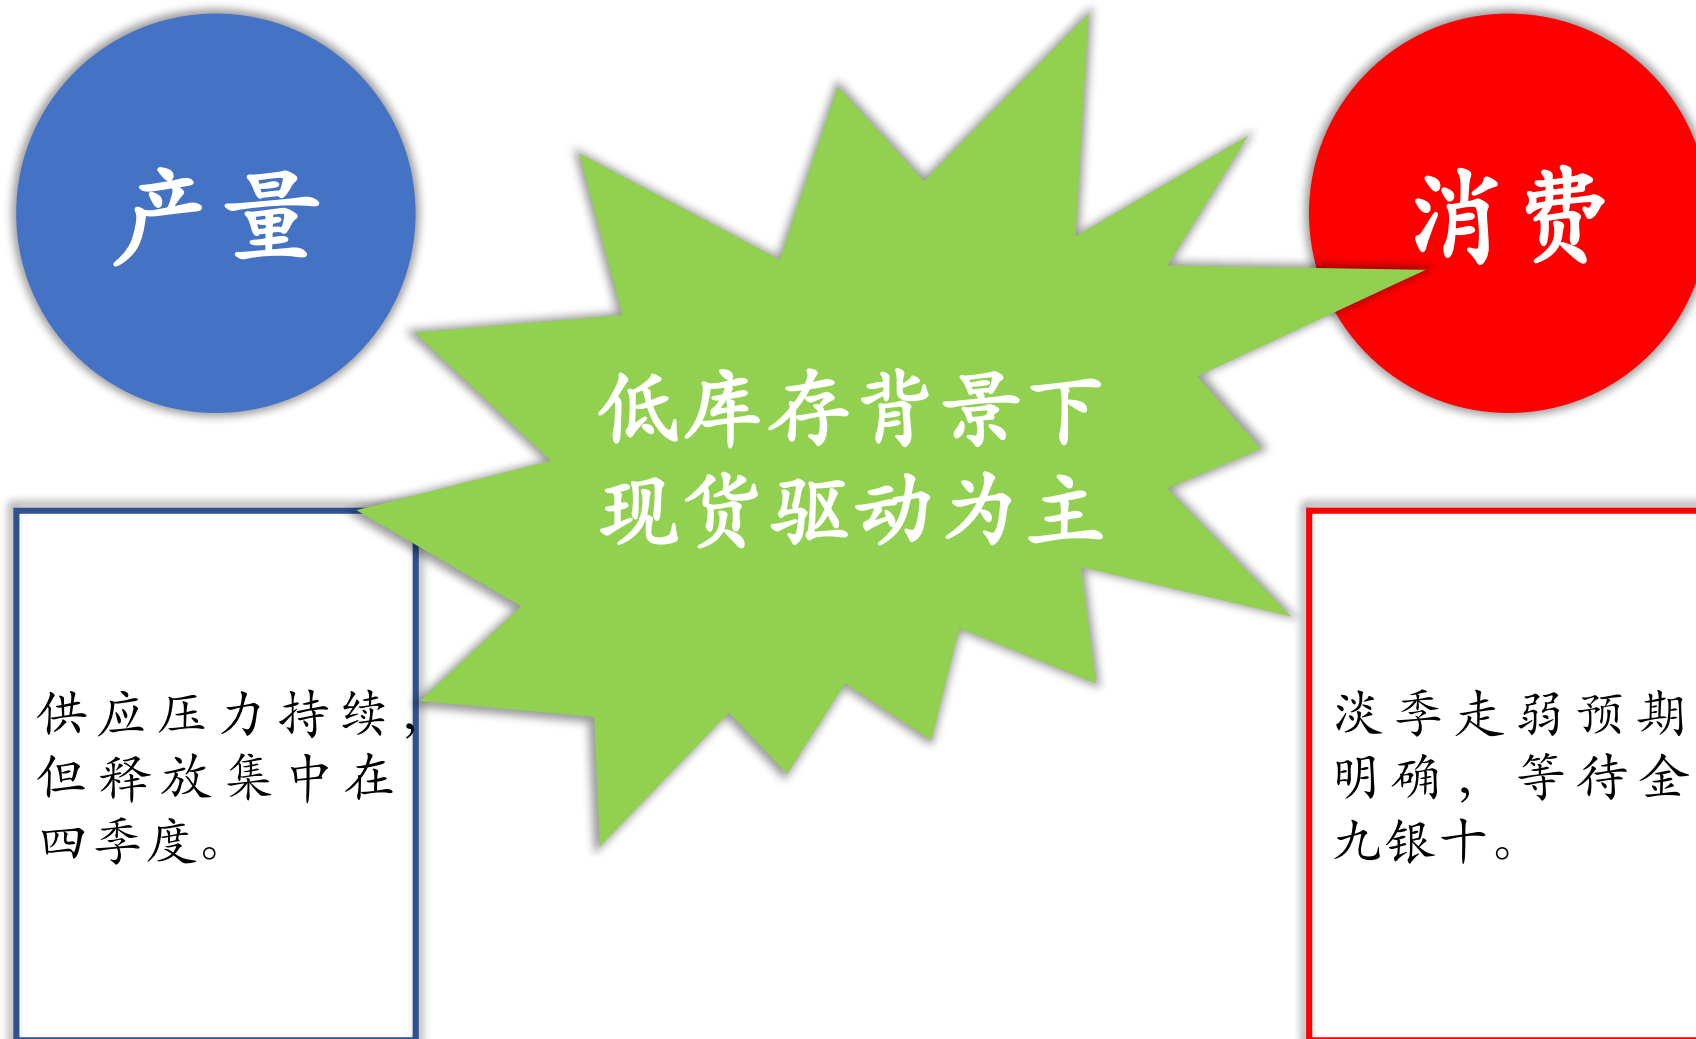 产量
消费
低库存背景下
现货驱动为主
供应压力持续，
但释放集中在
四季度。
淡季走弱预期
明确，等待金
九银十。